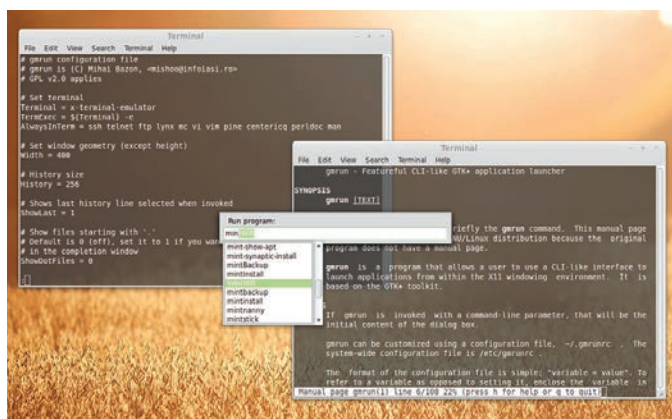 Terminal
File Edit View Search Terminal Help
# gmrun configuration file
# gmrun is (C) Mihai Bazon, <mishoo@infoiasi.ro>
# GPL v2.0 applies
# Set terminal
Terminal = x-terminal-emulator
TermExec = ${Terminal} -e
AlwaysInTerm = ssh telnet ftp lynx mc vi vim pine centericq perldoc man
# Set window geometry (except height)
Width = 400
# History size
History = 256
# Shows last history line selected when invoked
ShowLast = 1
# Show files starting with '.'
# Default is 0 (off), set it to 1 if you wan
# in the completion window
ShowDotFiles = 0
Terminal
File Edit View Search Terminal Help
gmrun - Featureful CLI-like GTK+ application launcher
SYNOPSIS
gmrun [TEXT]
riefly the gmrun command. This manual page
NU/Linux distribution because the original
program does not have a manual page.
gmrun is a program that allows a user to use a CLI-like interface to
launch applications from within the X11 windowing environment. It is
based on the GTK+ toolkit.
If gmrun is invoked with a command-line parameter, that will be the
initial content of the dialog box.
gmrun can be customized using a configuration file, ~/.gmrunrc . The
system-wide configuration file is /etc/gmrunrc .
The format of the configuration file is simple: "variable = value". To
refer to a variable as opposed to setting it, enclose the variable in
Manual page gmrun(1) line 6/108 22% (press h for help or q to quit)
Run program:
min
mint-show-apt
mint-synaptic-install
mintBackup
mintInstall
mintbackup
mintinstall
mintnanny
mintstick